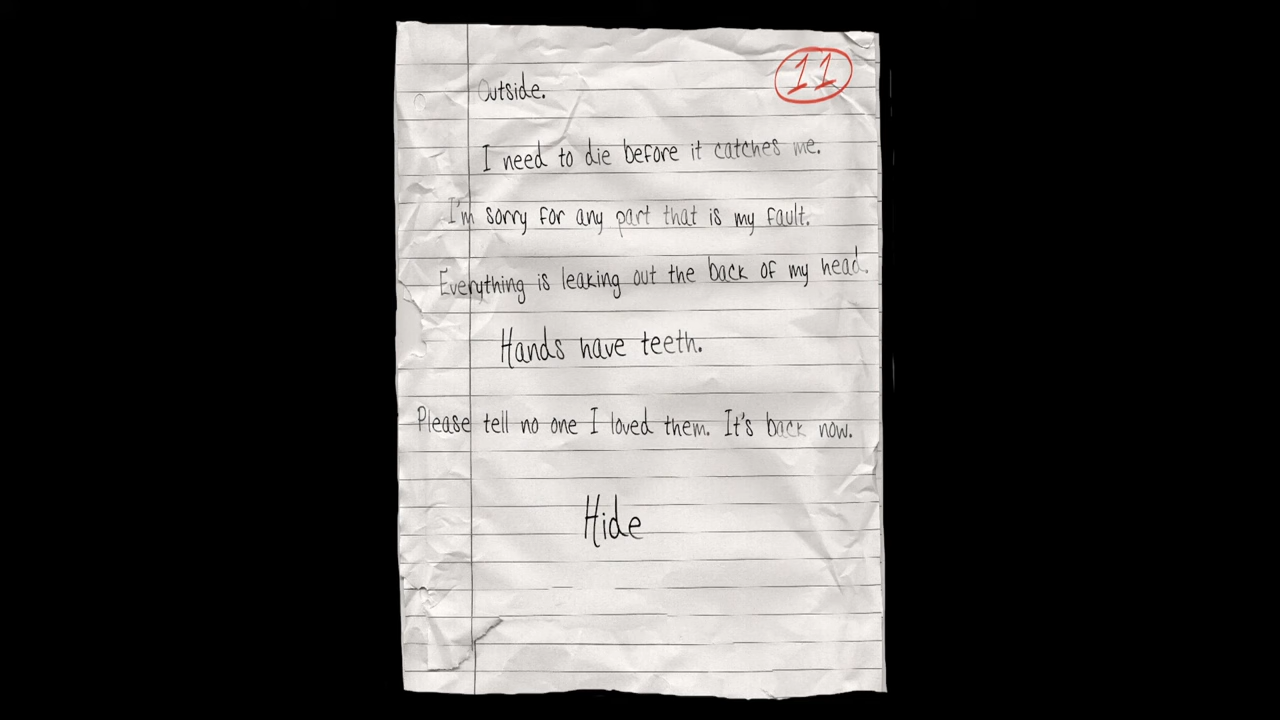 11
Outside.
I need to die before it catches me.
I'm sorry for any part that is my fault.
Everything is leaking out the back of my head.
Hands have teeth.
Please tell no one I loved them. It's back now.
Hide